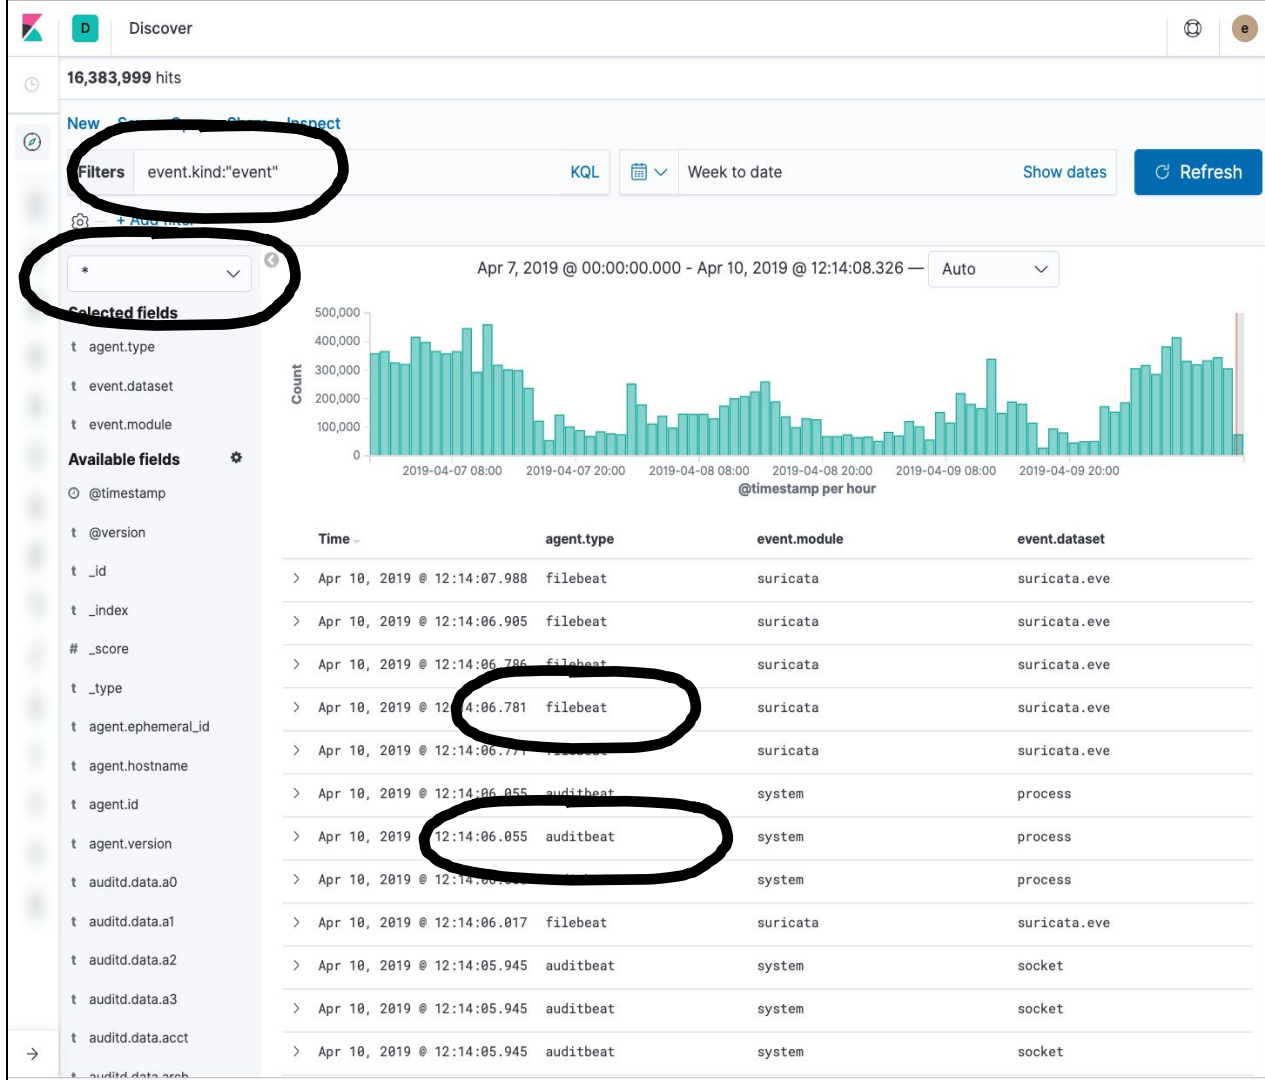 D Discover e
16,383,999 hits
New Inspect
Filters event.kind:"event" KQL Week to date Show dates Refresh
+ Add filter
* Apr 7, 2019 @ 00:00:00.000 - Apr 10, 2019 @ 12:14:08.326 — Auto
Selected fields
t agent.type
t event.dataset
t event.module
Available fields
@timestamp
t @version
t _id
t _index
# _score
t _type
t agent.ephemeral_id
t agent.hostname
t agent.id
t agent.version
t auditd.data.a0
t auditd.data.a1
t auditd.data.a2
t auditd.data.a3
t auditd.data.acct
t auditd.data.arch
Count
500,000
400,000
300,000
200,000
100,000
0
2019-04-07 08:00 2019-04-07 20:00 2019-04-08 08:00 2019-04-08 20:00 2019-04-09 08:00 2019-04-09 20:00
@timestamp per hour
Time agent.type event.module event.dataset
Apr 10, 2019 @ 12:14:07.988 filebeat suricata suricata.eve
Apr 10, 2019 @ 12:14:06.905 filebeat suricata suricata.eve
Apr 10, 2019 @ 12:14:06.786 filebeat suricata suricata.eve
Apr 10, 2019 @ 12:14:06.781 filebeat suricata suricata.eve
Apr 10, 2019 @ 12:14:06.771 filebeat suricata suricata.eve
Apr 10, 2019 @ 12:14:06.055 auditbeat system process
Apr 10, 2019 12:14:06.055 auditbeat system process
Apr 10, 2019 @ system process
Apr 10, 2019 @ 12:14:06.017 filebeat suricata suricata.eve
Apr 10, 2019 @ 12:14:05.945 auditbeat system socket
Apr 10, 2019 @ 12:14:05.945 auditbeat system socket
Apr 10, 2019 @ 12:14:05.945 auditbeat system socket